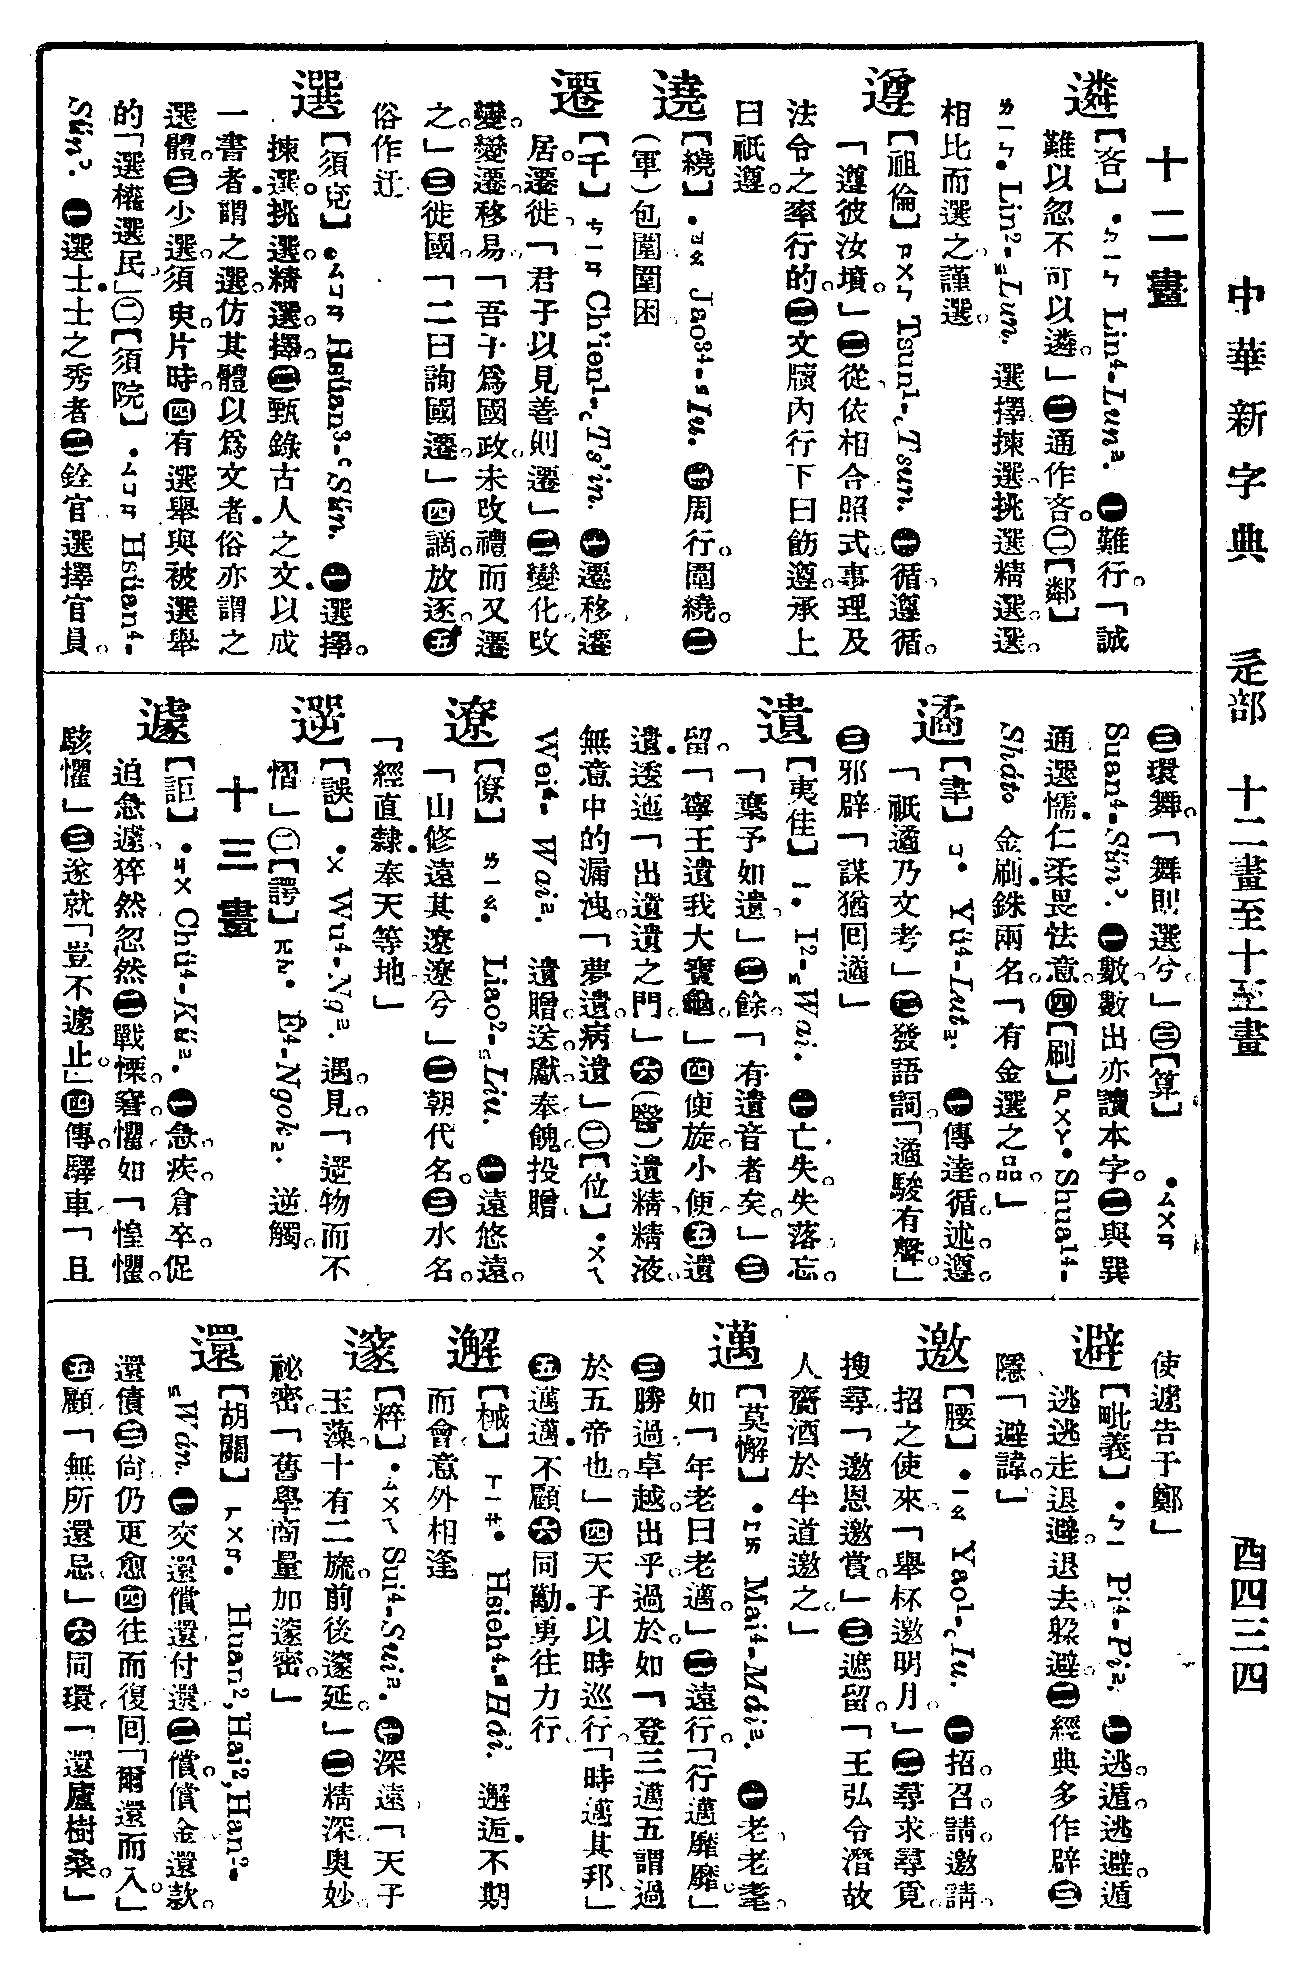 中華新字典　辵部　十二畫至十三畫　酉四三四
十二畫
遴
【吝】•ㄌㄧㄣ Lin⁴-Lun². ㊀難行。「誠
難以忽不可以遴。」㊁通作吝。㊁【鄰】
ㄌㄧㄣ• Lin²-Lun. 選擇揀選挑選精選。選
相比而選之謹選。
遵
【祖倫】ㄗㄨㄣ Tsun¹-Tsun. ㊀循。遵循。
「遵彼汝墳。」㊁從。依相合照式。事理及
法令之率行的。㊂文牘內行下曰飭遵。承上
曰祇遵。
遶
【繞】•ㄖㄠ Jao³⁴-Iu. ㊀周行。圍繞。㊁
(軍)包圍圍困
遷
【千】ㄑㄧㄢ Ch'ien¹-Ts'in. ㊀遷移遷
居。遷徙。「君子以見善則遷」㊁變化改
變。變遷。移易。「吾子爲國政。未改禮而又遷
之。」㊂徙國。「二曰詢國遷。」㊃謫。放逐。㊄
俗作迁
選
【須兗】•ㄙㄩㄢ Hsüan³-Sün. ㊀選擇。
揀選。挑選。精選。擇。㊁甄錄古人之文以成
一書者。謂之選。仿其體以爲文者。俗亦謂之
選體。㊂少選。須臾。片時。㊃有選舉與被選舉
的「選權選民」㊁【須院】•ㄙㄩㄢ Hsüan⁴-
Sün². ㊀選士。士之秀者㊁銓官選擇官員。
㊂環舞。「舞則選兮。」㊂【算】•ㄙㄨㄢ
Suan⁴-Sün². ㊀數。數出亦讀本字。㊁與巽
通選懦。仁柔畏怯意。㊃【刷】ㄕㄨㄚ• Shua¹⁴-
Sháto 金刷。銖兩名。「有金選之品。」
遹
【聿】ㄩ• Yü⁴-Lut₂. ㊀傳達。循。述。遵。
「祇遹乃文考」㊁發語詞。「遹駿有聲」
㊂邪辟「謀猶囘遹」
遺
【夷隹】ㄧ• I²-Wai. ㊀亡失。失落。忘。
「棄予如遺」㊁餘。「有遺音者矣。」㊂
留。「寧王遺我大寶龜。」㊃使旋。小便㊄遺
遺。逶迤「出遺遺之門。」㊅(醫)遺精。精液
無意中的漏洩。「夢遺。病遺」㊁【位】•ㄨㄟ
Wei⁴- Wai². 遺贈。送。獻。奉。餽。投贈
遼
【僚】ㄌㄧㄠ• Liao²-Liu. ㊀遠。悠遠。
「山修遠其遼遼兮」㊁朝代名。㊂水名。
「經直隸。奉天等地」
遻
【誤】•ㄨ Wu⁴-Ng². 遇。見。「遻物而不
慴」㊁【諤】ㄫㄜ• Ê⁴-Ngok₂. 逆觸。
十三畫
遽
【詎】•ㄐㄨ Chü⁴-Kü². ㊀急。疾。倉卒。促
迫急遽。猝然忽然㊁戰慄。窘。懼。如「惶懼。
駭懼」㊂遂就「豈不遽止」㊃傳。驛車。「且
使遽告于鄭」
避
【毗義】•ㄅㄧ Pi⁴-Pi². ㊀逃。遁。逃避。遁
逃逃走退避。退去躱避。㊁經典多作辟㊂
隱「避諱。」
邀
【腰】•ㄧㄠ Yao¹-Iu. ㊀招。召。請。邀請。
招之使來「舉杯邀明月。」㊁尋求尋覓
搜尋「邀恩邀賞。」㊂遮留。「王弘令潛故
人齎酒於半道邀之。」
邁
【莫懈】•ㄇㄞ Mai⁴-Mái². ㊀老。老耄。
如「年老曰老邁。」㊁遠行。「行邁靡靡」
㊂勝過卓越。出乎。過於。如「登三邁五謂過
於五帝也。」㊃天子以時巡行。「時邁其邦」
㊄邁邁。不顧㊅同勱。勇往力行
邂
【械】ㄒㄧㄝ• Hsieh⁴-Hái². 邂逅。不期
而會意外相逢
邃
【粹】•ㄙㄨㄟ Sui⁴-Sui². ㊀深遠「天子
玉藻。十有二旒。前後邃延。」㊁精深奧妙
祕密「舊學商量加邃密。」
還
【胡關】ㄏㄨㄢ• Huan²,Hai²,Han².
Wán. ㊀交還償還付還㊁償。償金還款。
還債㊂尙仍更愈㊃往而復囘「爾還而入。」
㊄顧。「無所還忌。」㊅同環「還廬樹桑。」